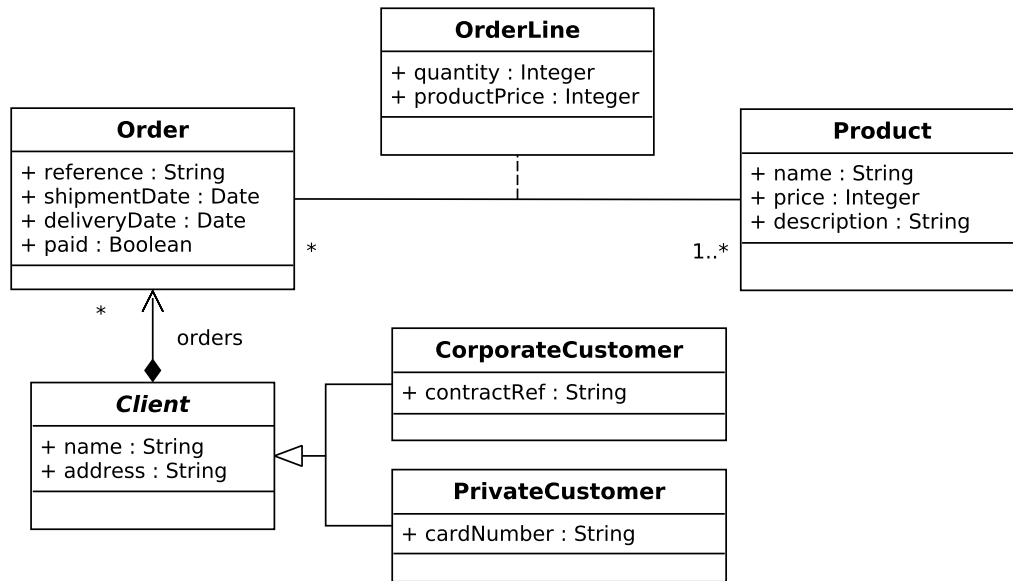 OrderLine
+ quantity : Integer
+ productPrice : Integer
Order
+ reference : String
+ shipmentDate : Date
+ deliveryDate : Date
+ paid : Boolean
Product
+ name : String
+ price : Integer
+ description : String
*
1..*
*
orders
Client
+ name : String
+ address : String
CorporateCustomer
+ contractRef : String
PrivateCustomer
+ cardNumber : String